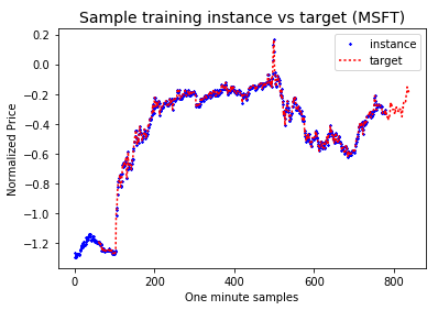 Sample training instance vs target (MSFT)
instance
target
Normalized Price
0.2
0.0
−0.2
−0.4
−0.6
−0.8
−1.0
−1.2
0
200
400
600
800
One minute samples